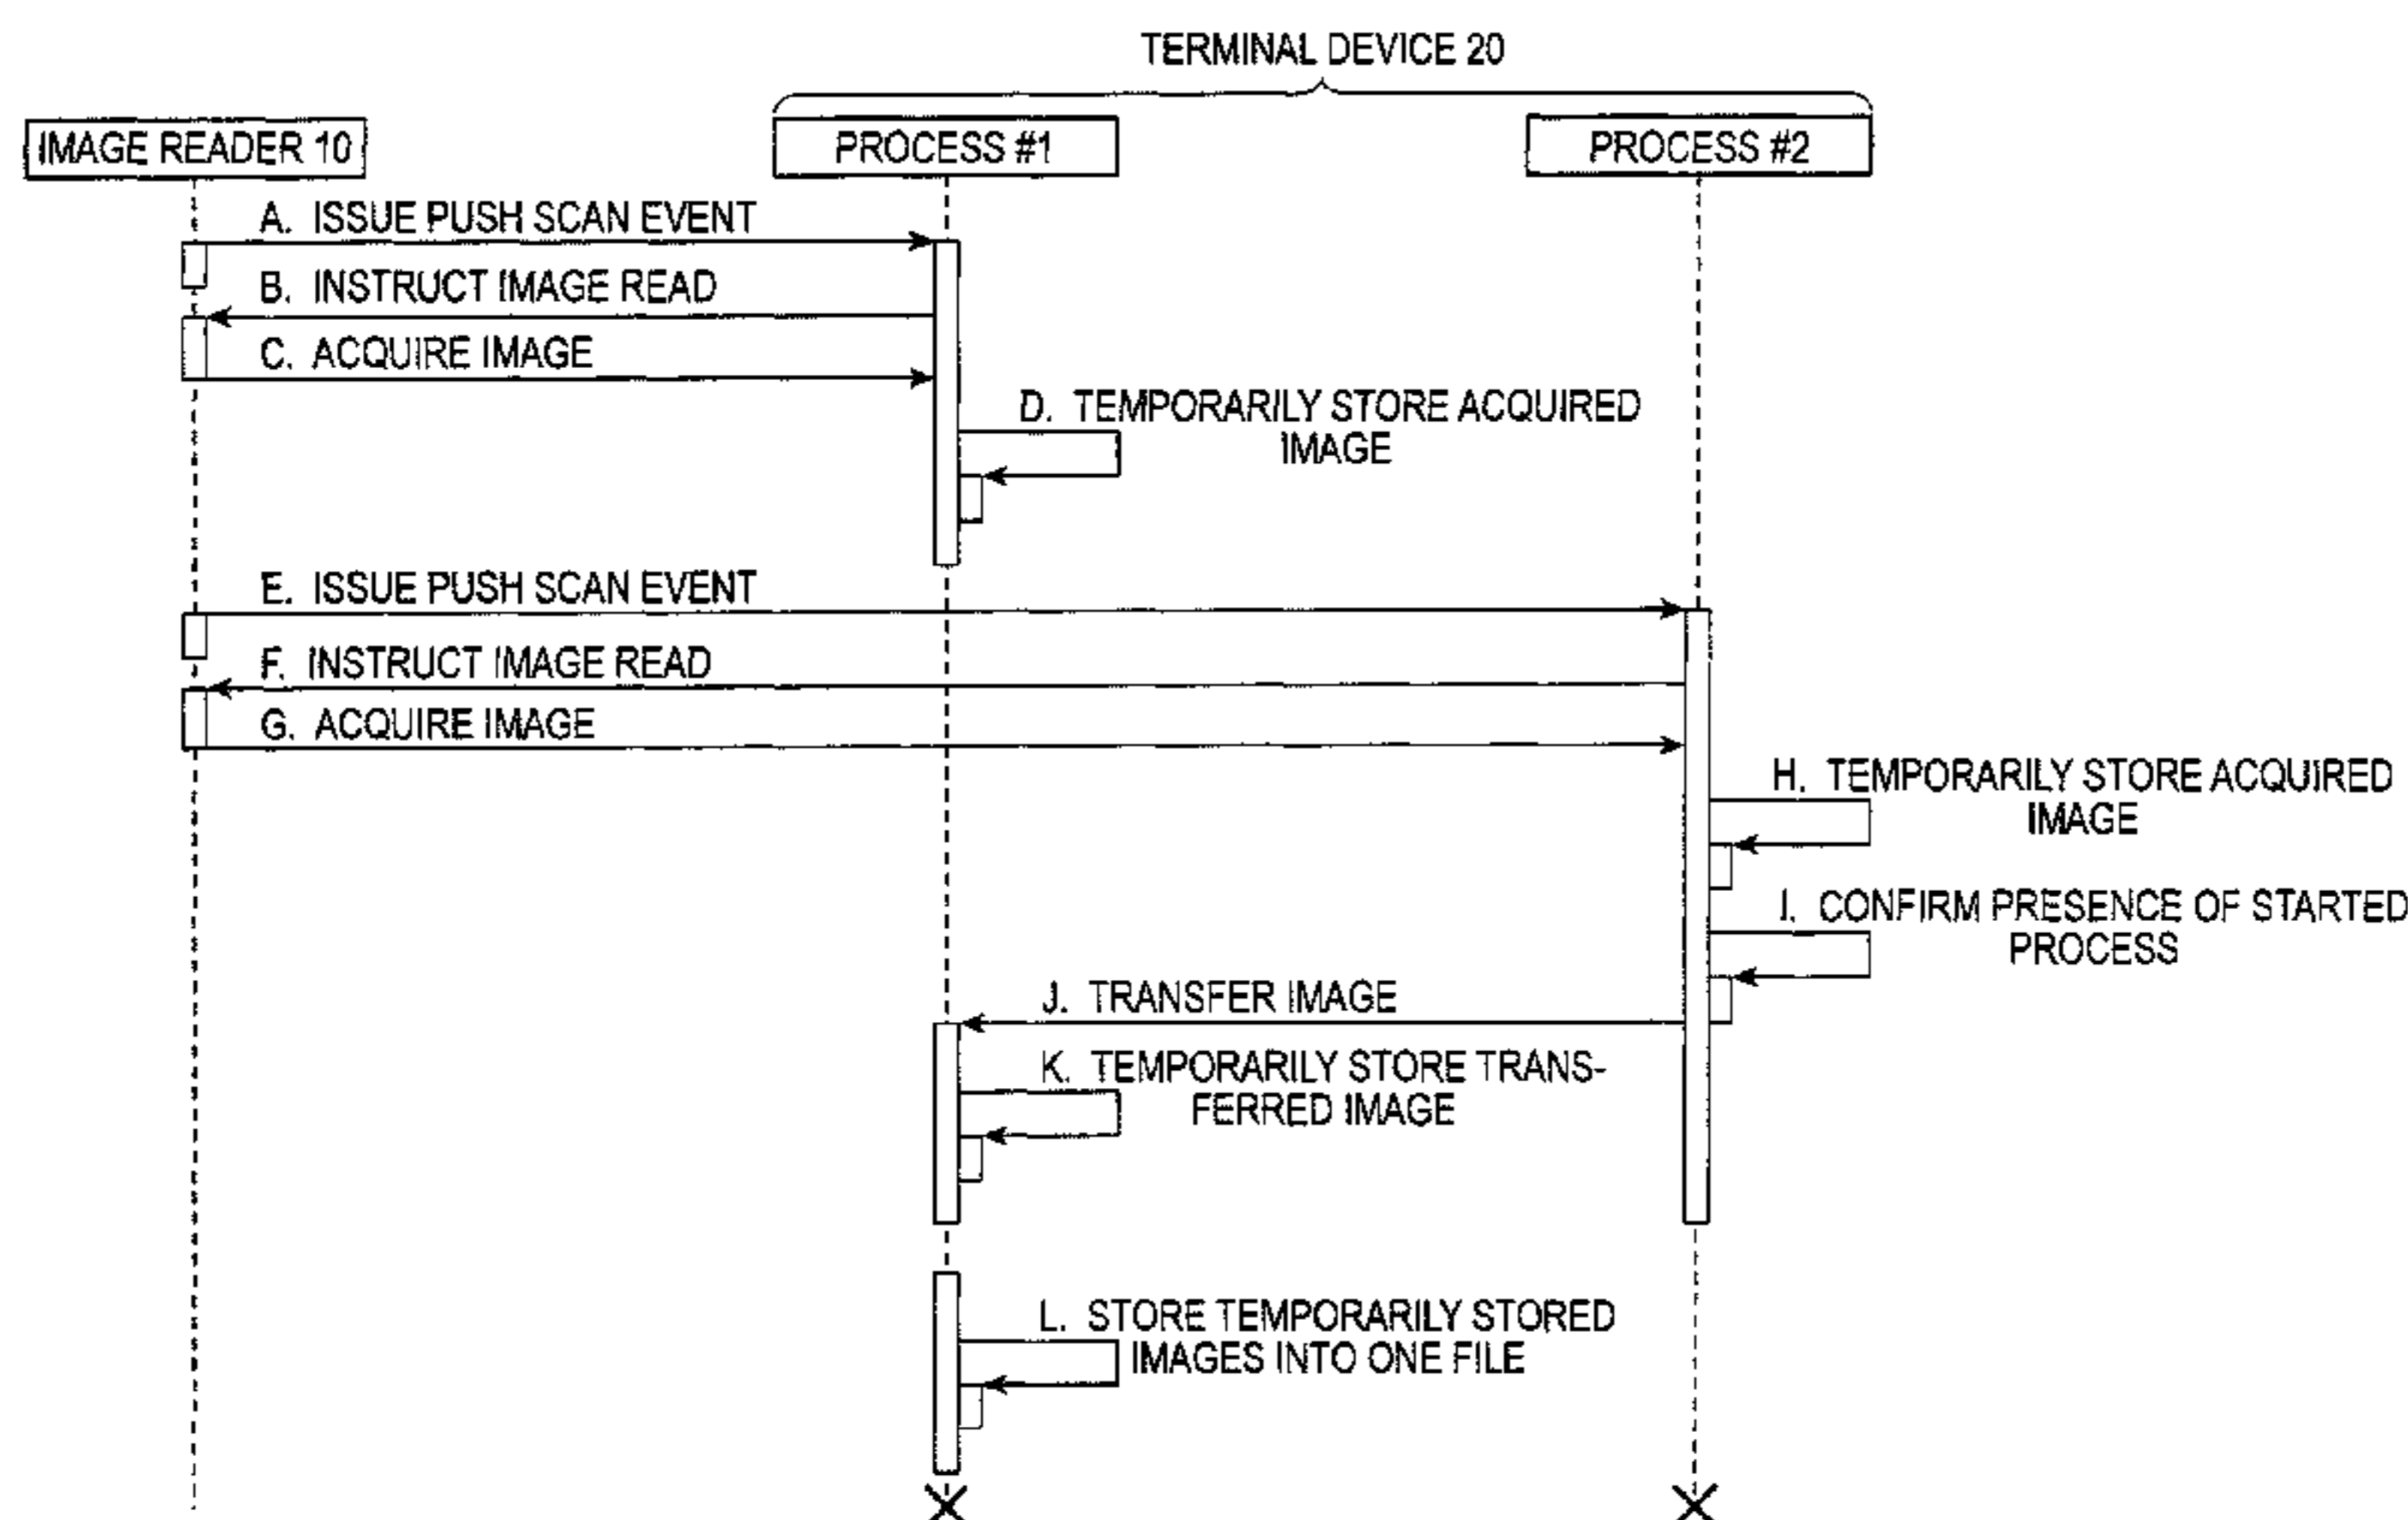 TERMINAL DEVICE 20
IMAGE READER 10
PROCESS #1
PROCESS #2
A. ISSUE PUSH SCAN EVENT
B. INSTRUCT IMAGE READ
C. ACQUIRE IMAGE
D. TEMPORARILY STORE ACQUIRED
IMAGE
E. ISSUE PUSH SCAN EVENT
F. INSTRUCT IMAGE READ
G. ACQUIRE IMAGE
H. TEMPORARILY STORE ACQUIRED
IMAGE
I. CONFIRM PRESENCE OF STARTED
PROCESS
J. TRANSFER IMAGE
K. TEMPORARILY STORE TRANS-
FERRED IMAGE
L. STORE TEMPORARILY STORED
IMAGES INTO ONE FILE